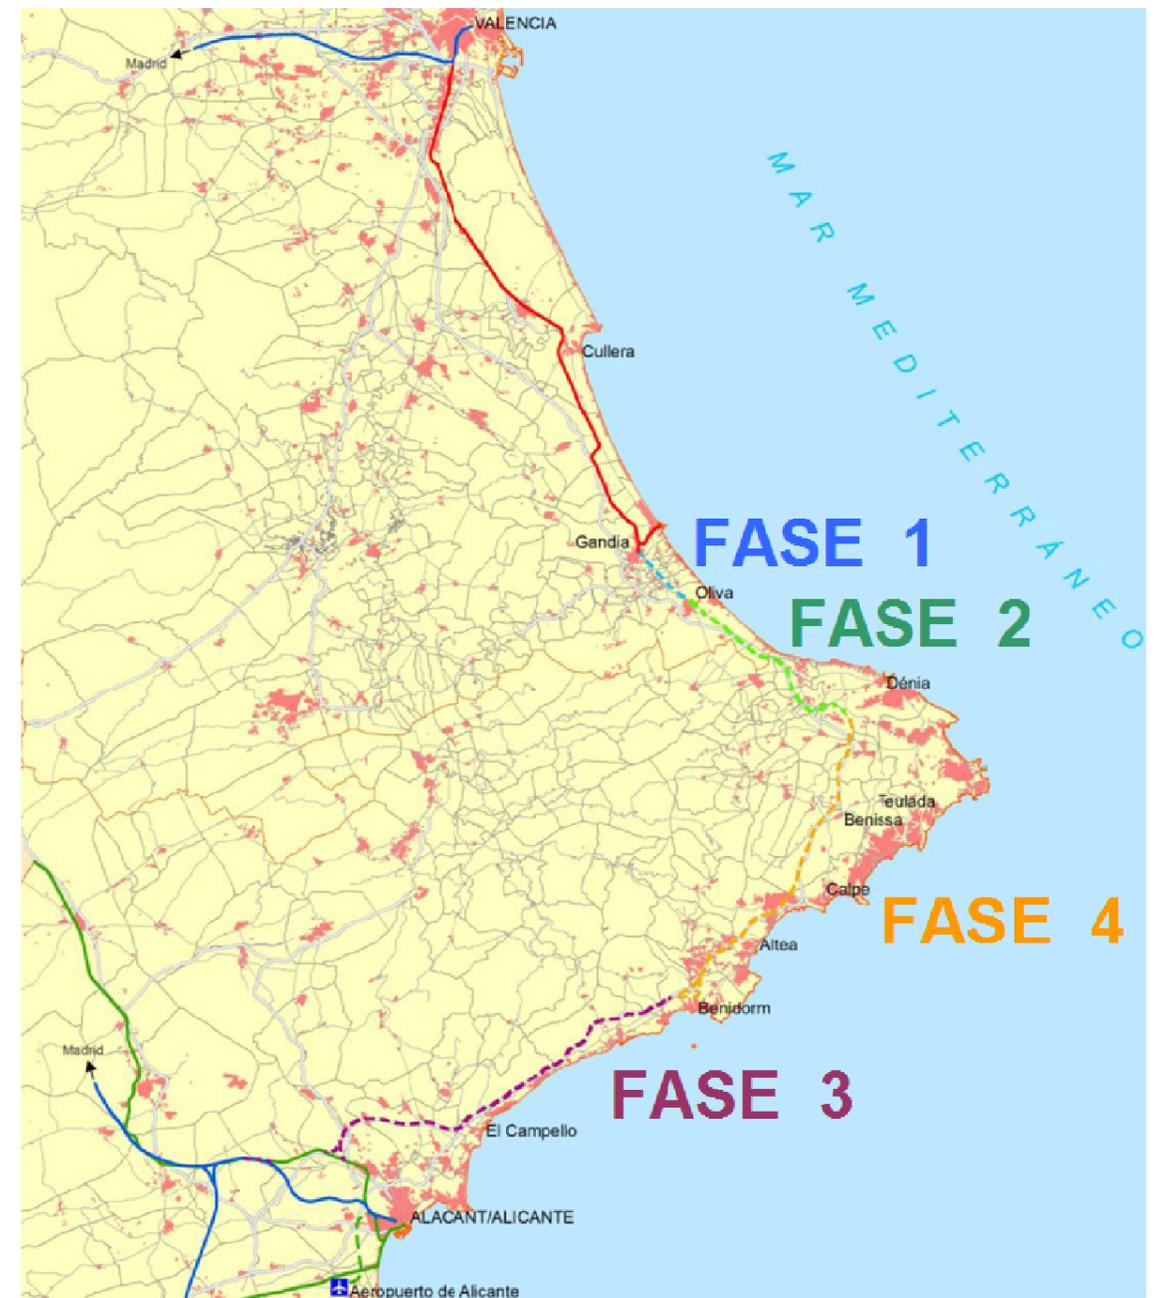 VALENCIA
Madrid
MAR MEDITERRÁNEO
Cullera
Gandia
FASE 1
Oliva
FASE 2
Dénia
Teulada
Benissa
Calpe
FASE 4
Altea
Benidorm
Madrid
FASE 3
El Campello
ALACANT/ALICANTE
Aeropuerto de Alicante